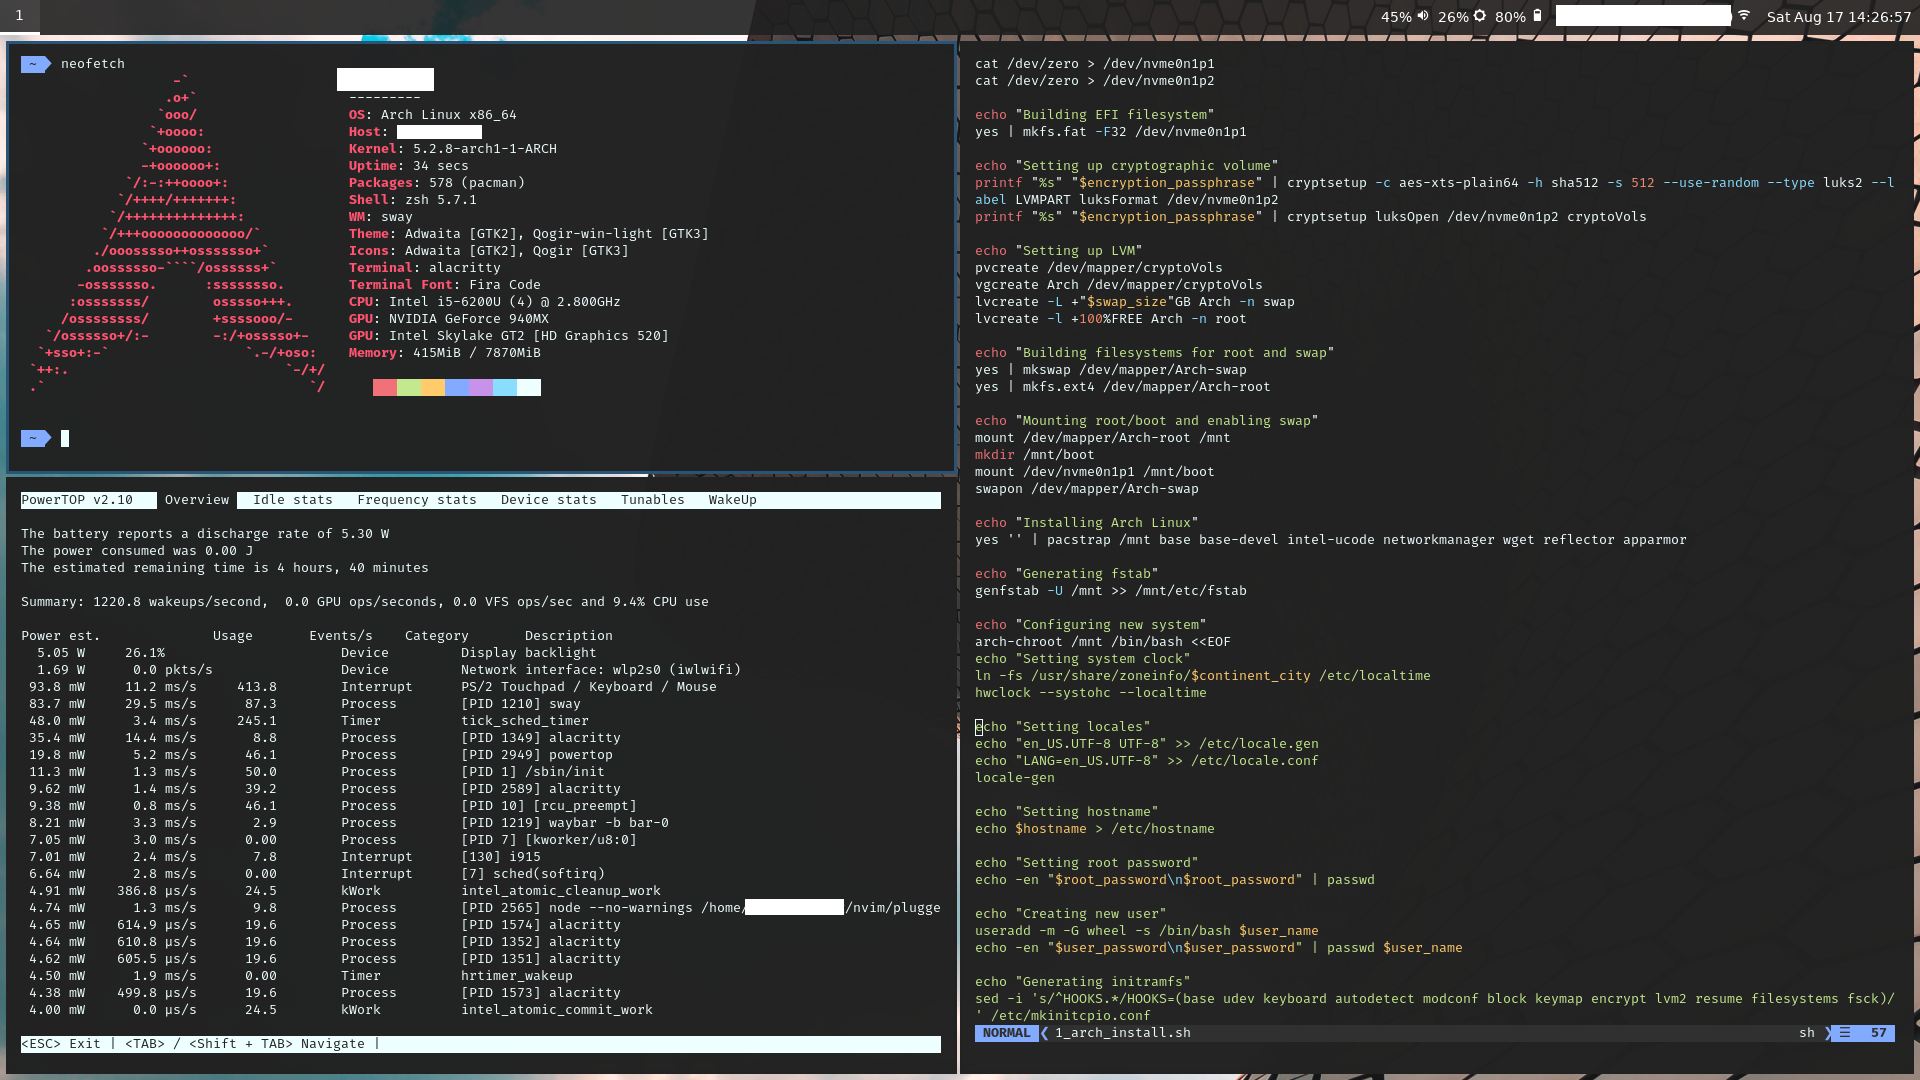 1
45% 26% 80% Sat Aug 17 14:26:57
~ neofetch
-`
.o+`
`ooo/
`+oooo:
`+oooooo:
-+oooooo+:
`/:-:++oooo+:
`/++++/+++++++:
`/++++++++++++++:
`/+++ooooooooooooo/`
./ooosssso++osssssso+`
.oossssso-````/ossssss+`
-osssssso. :ssssssso.
:osssssss/ osssso+++.
/ossssssss/ +ssssooo/-
`/ossssso+/:- -:/+osssso+-
`+sso+:-` `.-/+oso:
`++:. `-/+/
.` `/
---------
OS: Arch Linux x86_64
Host:
Kernel: 5.2.8-arch1-1-ARCH
Uptime: 34 secs
Packages: 578 (pacman)
Shell: zsh 5.7.1
WM: sway
Theme: Adwaita [GTK2], Qogir-win-light [GTK3]
Icons: Adwaita [GTK2], Qogir [GTK3]
Terminal: alacritty
Terminal Font: Fira Code
CPU: Intel i5-6200U (4) @ 2.800GHz
GPU: NVIDIA GeForce 940MX
GPU: Intel Skylake GT2 [HD Graphics 520]
Memory: 415MiB / 7870MiB
~
PowerTOP v2.10 Overview Idle stats Frequency stats Device stats Tunables WakeUp
The battery reports a discharge rate of 5.30 W
The power consumed was 0.00 J
The estimated remaining time is 4 hours, 40 minutes
Summary: 1220.8 wakeups/second, 0.0 GPU ops/seconds, 0.0 VFS ops/sec and 9.4% CPU use
Power est. Usage Events/s Category Description
5.05 W 26.1% Device Display backlight
1.69 W 0.0 pkts/s Device Network interface: wlp2s0 (iwlwifi)
93.8 mW 11.2 ms/s 413.8 Interrupt PS/2 Touchpad / Keyboard / Mouse
83.7 mW 29.5 ms/s 87.3 Process [PID 1210] sway
48.0 mW 3.4 ms/s 245.1 Timer tick_sched_timer
35.4 mW 14.4 ms/s 8.8 Process [PID 1349] alacritty
19.8 mW 5.2 ms/s 46.1 Process [PID 2949] powertop
11.3 mW 1.3 ms/s 50.0 Process [PID 1] /sbin/init
9.62 mW 1.4 ms/s 39.2 Process [PID 2589] alacritty
9.38 mW 0.8 ms/s 46.1 Process [PID 10] [rcu_preempt]
8.21 mW 3.3 ms/s 2.9 Process [PID 1219] waybar -b bar-0
7.05 mW 3.0 ms/s 0.00 Process [PID 7] [kworker/u8:0]
7.01 mW 2.4 ms/s 7.8 Interrupt [130] i915
6.64 mW 2.8 ms/s 0.00 Interrupt [7] sched(softirq)
4.91 mW 386.8 µs/s 24.5 kWork intel_atomic_cleanup_work
4.74 mW 1.3 ms/s 9.8 Process [PID 2565] node --no-warnings /home/ /nvim/plugge
4.65 mW 614.9 µs/s 19.6 Process [PID 1574] alacritty
4.64 mW 610.8 µs/s 19.6 Process [PID 1352] alacritty
4.62 mW 605.5 µs/s 19.6 Process [PID 1351] alacritty
4.50 mW 1.9 ms/s 0.00 Timer hrtimer_wakeup
4.38 mW 499.8 µs/s 19.6 Process [PID 1573] alacritty
4.00 mW 0.0 µs/s 24.5 kWork intel_atomic_commit_work
<ESC> Exit | <TAB> / <Shift + TAB> Navigate |
cat /dev/zero > /dev/nvme0n1p1
cat /dev/zero > /dev/nvme0n1p2
echo "Building EFI filesystem"
yes | mkfs.fat -F32 /dev/nvme0n1p1
echo "Setting up cryptographic volume"
printf "%s" "$encryption_passphrase" | cryptsetup -c aes-xts-plain64 -h sha512 -s 512 --use-random --type luks2 --l
abel LVMPART luksFormat /dev/nvme0n1p2
printf "%s" "$encryption_passphrase" | cryptsetup luksOpen /dev/nvme0n1p2 cryptoVols
echo "Setting up LVM"
pvcreate /dev/mapper/cryptoVols
vgcreate Arch /dev/mapper/cryptoVols
lvcreate -L +"$swap_size"GB Arch -n swap
lvcreate -l +100%FREE Arch -n root
echo "Building filesystems for root and swap"
yes | mkswap /dev/mapper/Arch-swap
yes | mkfs.ext4 /dev/mapper/Arch-root
echo "Mounting root/boot and enabling swap"
mount /dev/mapper/Arch-root /mnt
mkdir /mnt/boot
mount /dev/nvme0n1p1 /mnt/boot
swapon /dev/mapper/Arch-swap
echo "Installing Arch Linux"
yes '' | pacstrap /mnt base base-devel intel-ucode networkmanager wget reflector apparmor
echo "Generating fstab"
genfstab -U /mnt >> /mnt/etc/fstab
echo "Configuring new system"
arch-chroot /mnt /bin/bash <<EOF
echo "Setting system clock"
ln -fs /usr/share/zoneinfo/$continent_city /etc/localtime
hwclock --systohc --localtime
echo "Setting locales"
echo "en_US.UTF-8 UTF-8" >> /etc/locale.gen
echo "LANG=en_US.UTF-8" >> /etc/locale.conf
locale-gen
echo "Setting hostname"
echo $hostname > /etc/hostname
echo "Setting root password"
echo -en "$root_password\n$root_password" | passwd
echo "Creating new user"
useradd -m -G wheel -s /bin/bash $user_name
echo -en "$user_password\n$user_password" | passwd $user_name
echo "Generating initramfs"
sed -i 's/^HOOKS.*/HOOKS=(base udev keyboard autodetect modconf block keymap encrypt lvm2 resume filesystems fsck)/
' /etc/mkinitcpio.conf
NORMAL 1_arch_install.sh sh ☰ 57